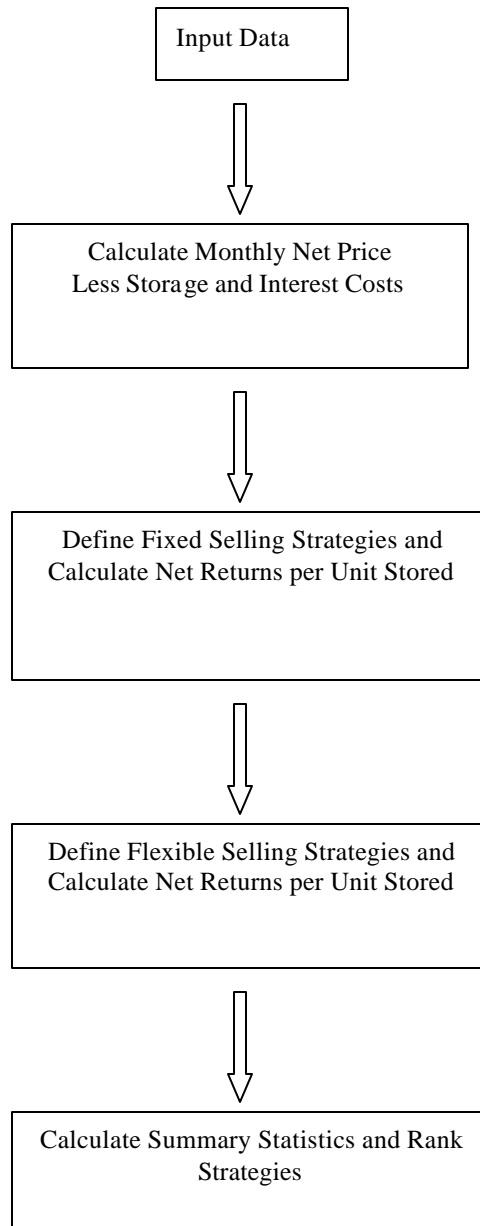 Input Data
Calculate Monthly Net Price
Less Storage and Interest Costs
Define Fixed Selling Strategies and
Calculate Net Returns per Unit Stored
Define Flexible Selling Strategies and
Calculate Net Returns per Unit Stored
Calculate Summary Statistics and Rank
Strategies